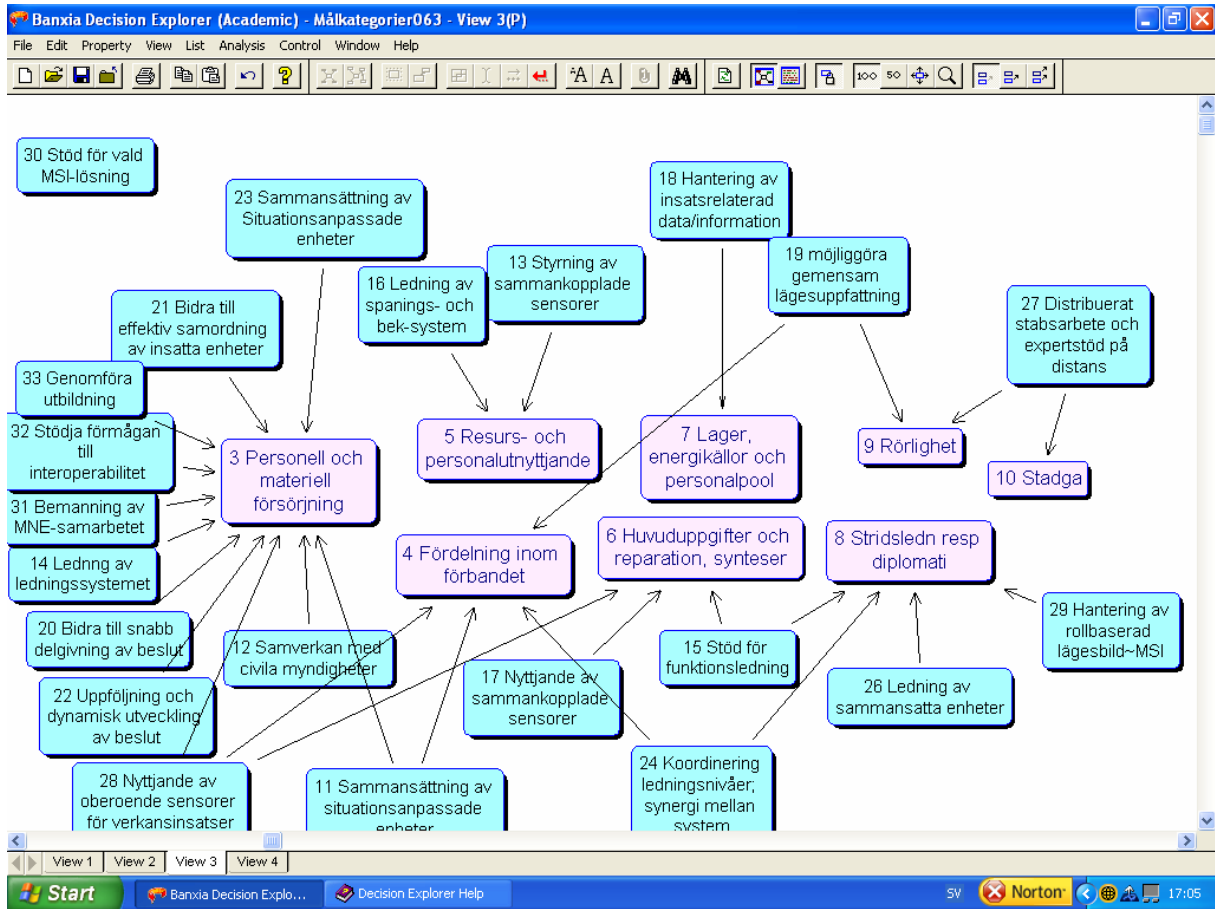 Banxia Decision Explorer (Academic) - Målkategorier063 - View 3(P)
File Edit Property View List Analysis Control Window Help
100 50
30 Stöd för vald
MSI-lösning
23 Sammansättning av
Situationsanpassade
enheter
18 Hantering av
insatsrelaterad
data/information
16 Ledning av
spanings- och
bek-system
13 Styrning av
sammankopplade
sensorer
19 möjliggöra
gemensam
lägesuppfattning
21 Bidra till
effektiv samordning
av insatta enheter
27 Distribuerat
stabsarbete och
expertstöd på
distans
33 Genomföra
utbildning
32 Stödja förmågan
till
interoperabilitet
3 Personell och
materiell
försörjning
5 Resurs- och
personalutnyttjande
7 Lager,
energikällor och
personalpool
9 Rörlighet
10 Stadga
31 Bemanning av
MNE-samarbetet
14 Lednng av
ledningssystemet
4 Fördelning inom
förbandet
6 Huvuduppgifter och
reparation, synteser
8 Stridsledn resp
diplomati
20 Bidra till snabb
delgivning av beslut
12 Samverkan med
civila myndigheter
17 Nyttjande av
sammankopplade
sensorer
15 Stöd för
funktionsledning
29 Hantering av
rollbaserad
lägesbild~MSI
22 Uppföljning och
dynamisk utveckling
av beslut
26 Ledning av
sammansatta enheter
28 Nyttjande av
oberoende sensorer
för verkansinsatser
11 Sammansättning av
situationsanpassade
enheter
24 Koordinering
ledningsnivåer;
synergi mellan
system
View 1 View 2 View 3 View 4
Start Banxia Decision Explo... Decision Explorer Help SV Norton 17:05